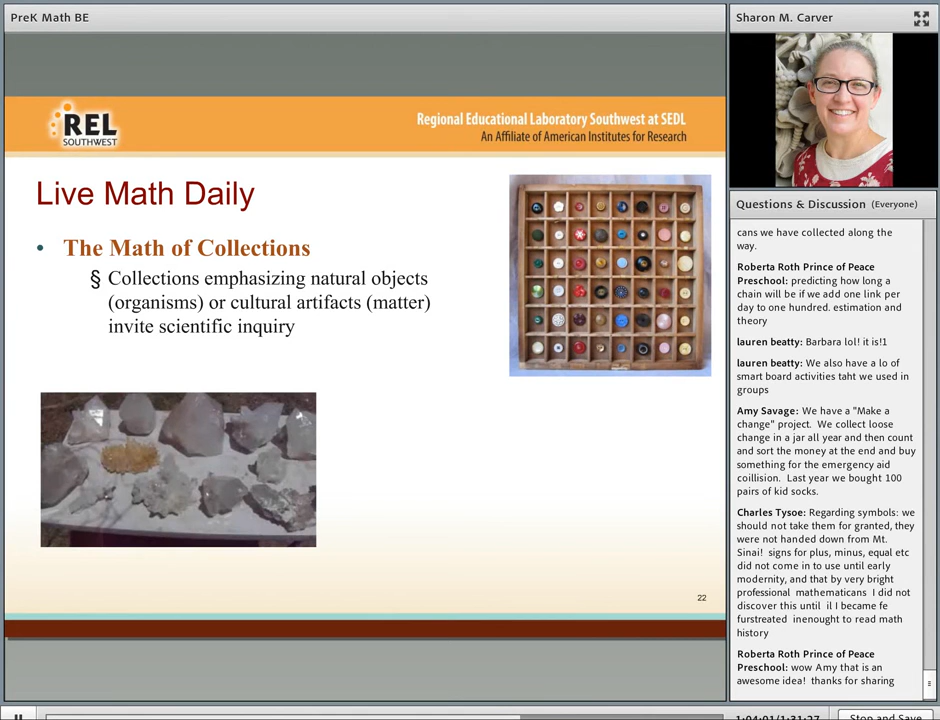 PreK Math BE
REL
SOUTHWEST
Regional Educational Laboratory Southwest at SEDL
An Affiliate of American Institutes for Research
Live Math Daily
• The Math of Collections
§ Collections emphasizing natural objects
(organisms) or cultural artifacts (matter)
invite scientific inquiry
22
Sharon M. Carver
Questions & Discussion (Everyone)
cans we have collected along the
way.
Roberta Roth Prince of Peace
Preschool: predicting how long a
chain will be if we add one link per
day to one hundred. estimation and
theory
lauren beatty: Barbara lol! it is!1
lauren beatty: We also have a lo of
smart board activities taht we used in
groups
Amy Savage: We have a "Make a
change" project. We collect loose
change in a jar all year and then count
and sort the money at the end and buy
something for the emergency aid
coillision. Last year we bought 100
pairs of kid socks.
Charles Tysoe: Regarding symbols: we
should not take them for granted, they
were not handed down from Mt.
Sinai! signs for plus, minus, equal etc
did not come in to use until early
modernity, and that by very bright
professional mathematicans I did not
discover this until il I became fe
furstreated inenought to read math
history
Roberta Roth Prince of Peace
Preschool: wow Amy that is an
awesome idea! thanks for sharing
1:04:01/1:31:27
Stop and Save